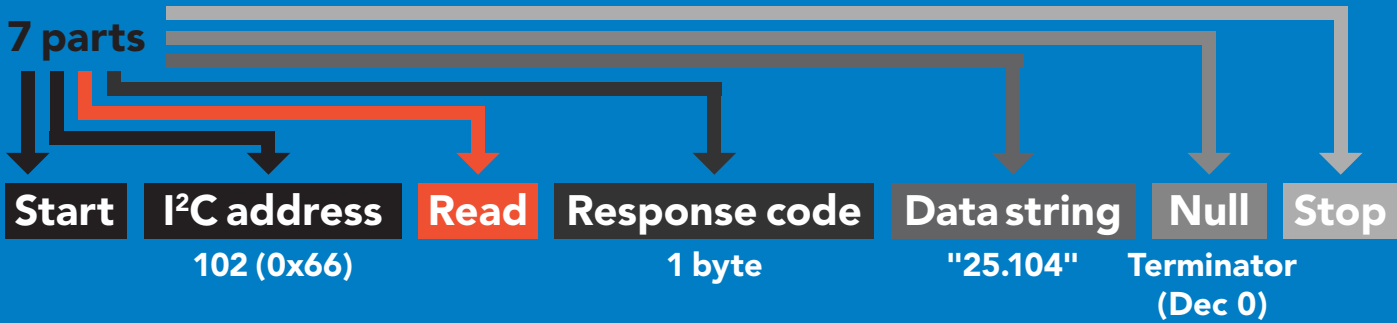 7 parts
Start I²C address Read Response code Data string Null Stop
102 (0x66) 1 byte "25.104" Terminator
(Dec 0)